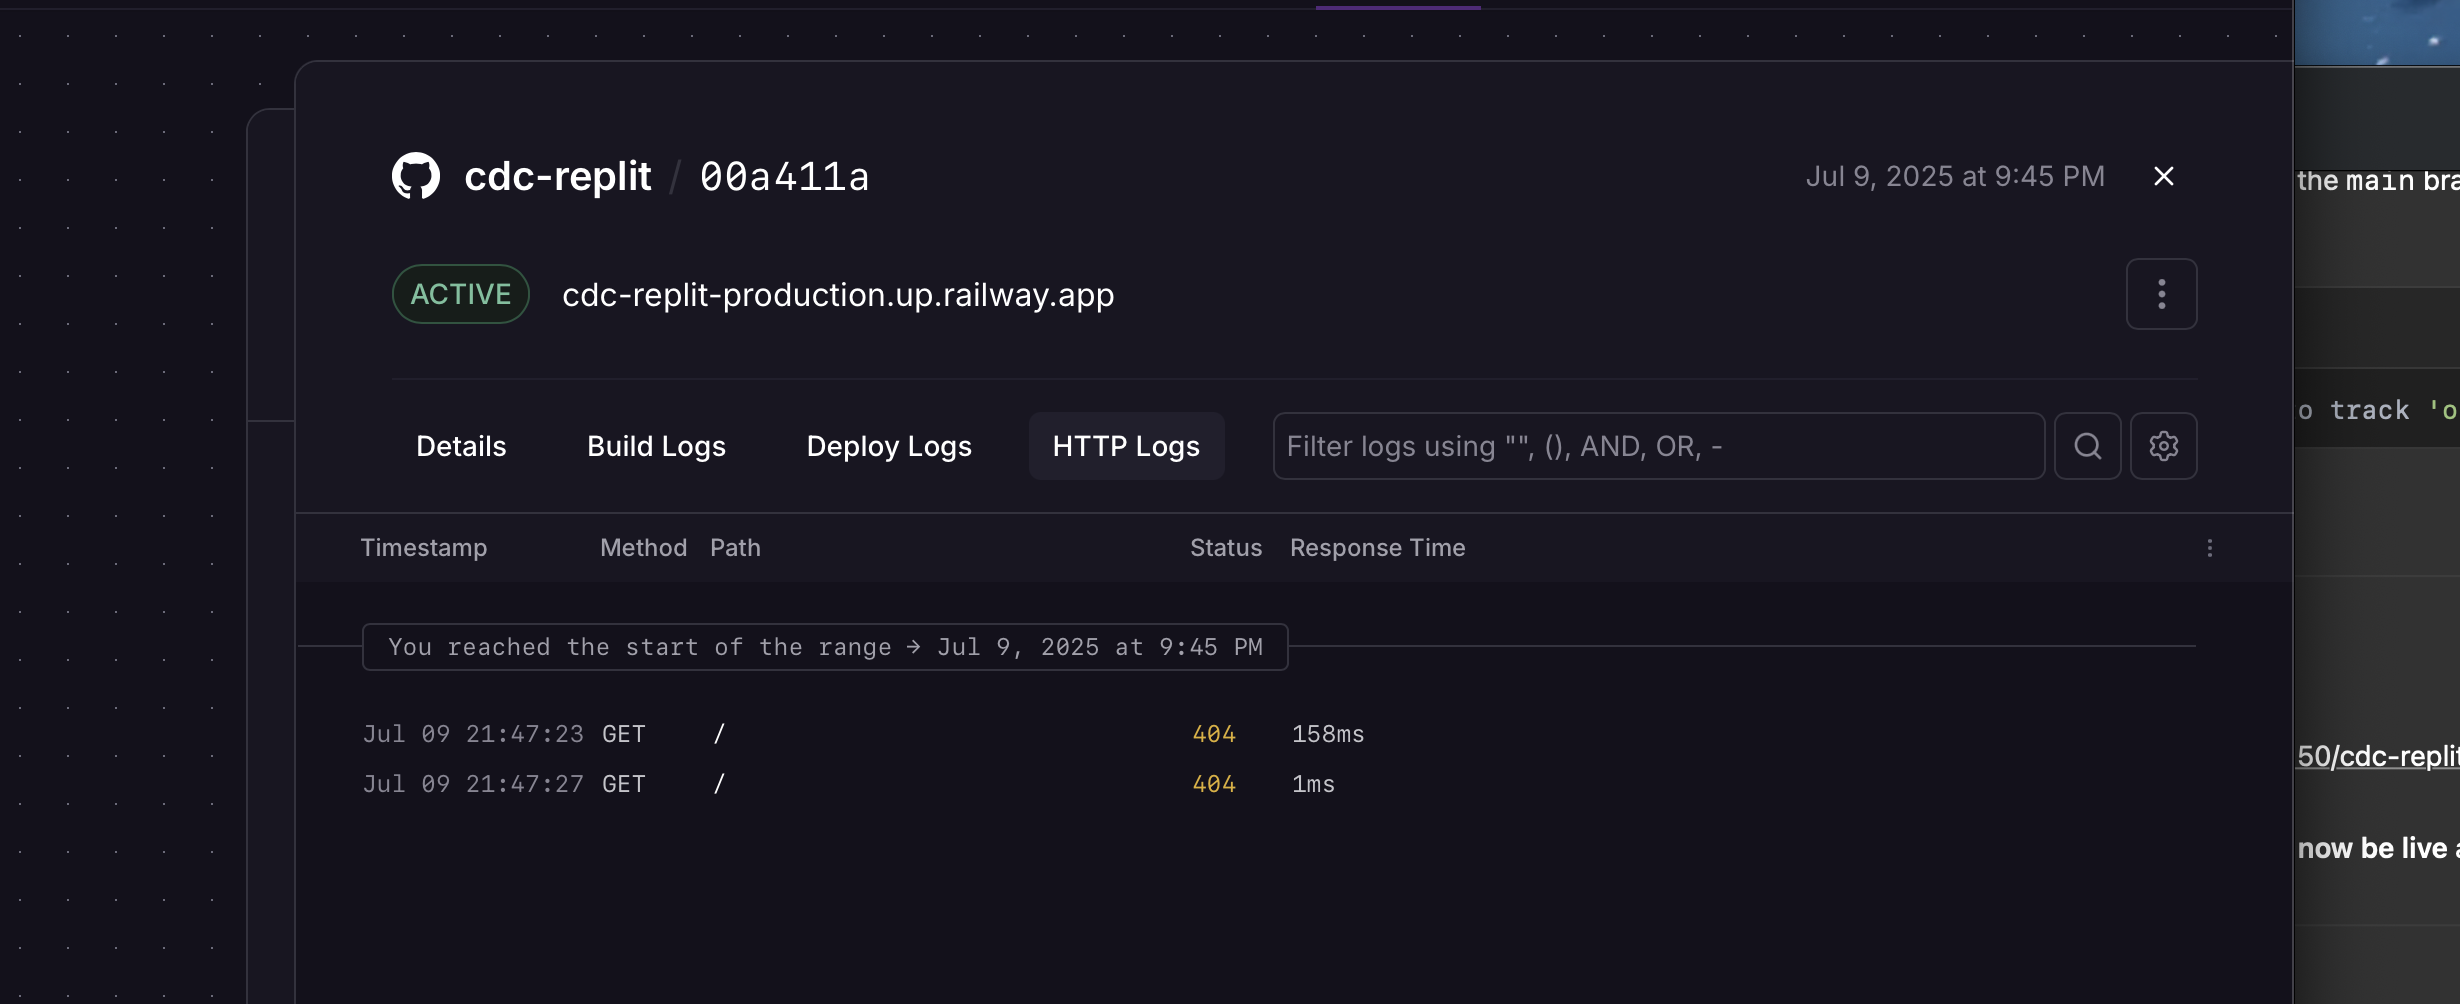 cdc-replit / 00a411a
Jul 9, 2025 at 9:45 PM
ACTIVE
cdc-replit-production.up.railway.app
Details
Build Logs
Deploy Logs
HTTP Logs
Filter logs using "", (), AND, OR, -
Timestamp Method Path Status Response Time
You reached the start of the range → Jul 9, 2025 at 9:45 PM
Jul 09 21:47:23 GET / 404 158ms
Jul 09 21:47:27 GET / 404 1ms
the main bra
o track 'o
50/cdc-replit
now be live